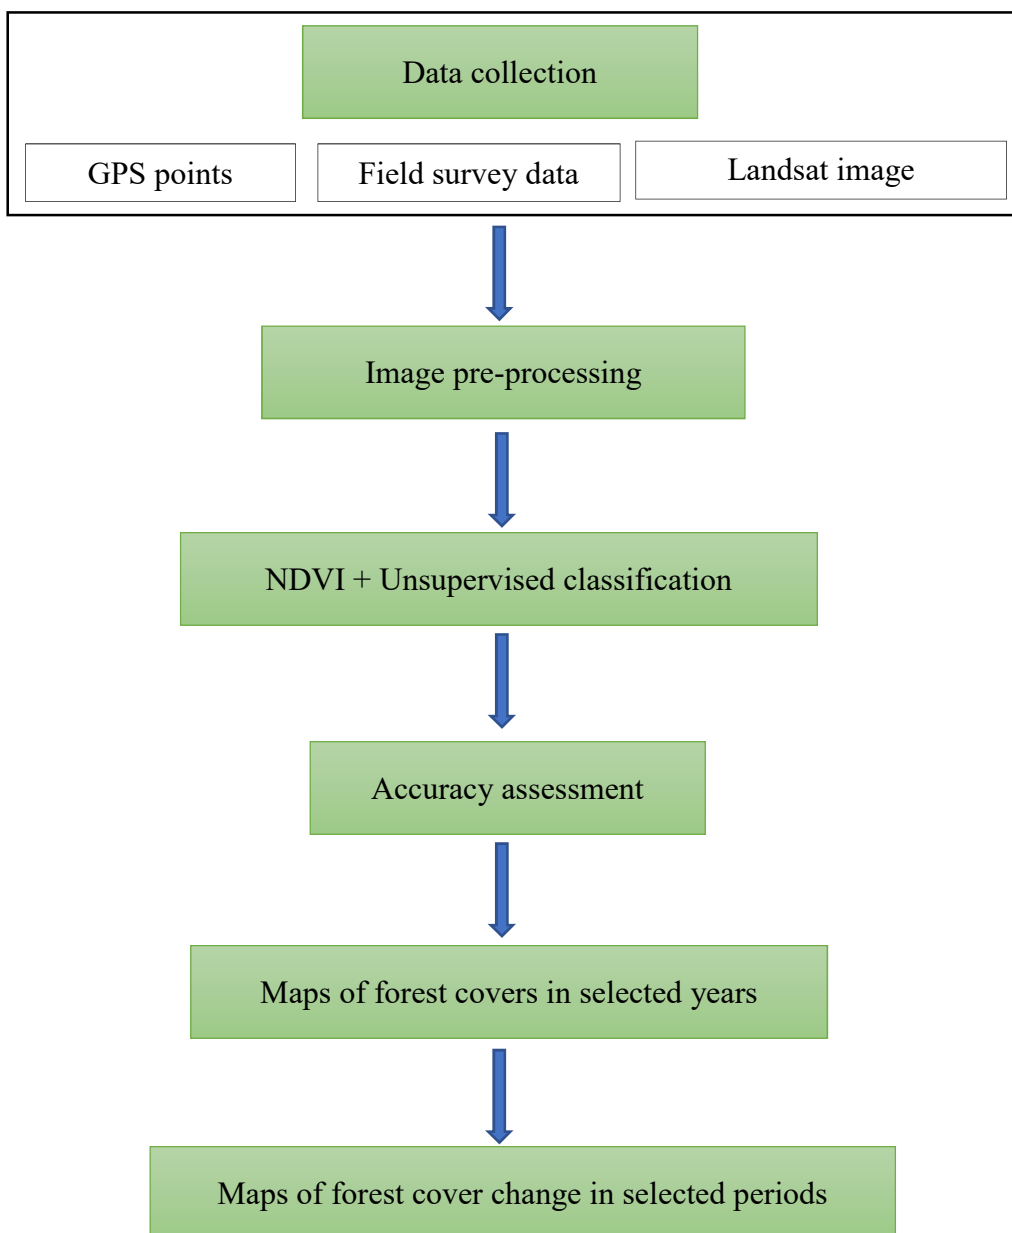 Data collection
GPS points
Field survey data
Landsat image
Image pre-processing
NDVI + Unsupervised classification
Accuracy assessment
Maps of forest covers in selected years
Maps of forest cover change in selected periods